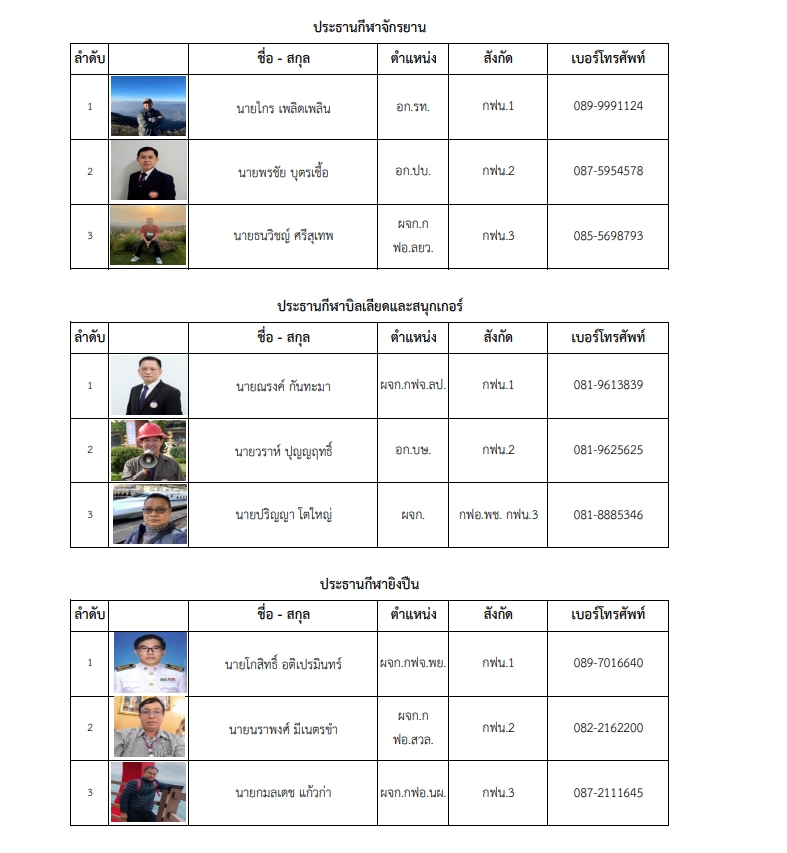 ประธานกีฬาจักรยาน
ลำดับ ชื่อ - สกุล ตำแหน่ง สังกัด เบอร์โทรศัพท์
1 นายไกร เพลิดเพลิน อก.รท. กฟน.1 089-9991124
2 นายพรชัย บุตรเชื้อ อก.ปบ. กฟน.2 087-5954578
3 นายธนวิชญ์ ศรีสุเทพ ผจก.ก
ฟอ.ลยว. กฟน.3 085-5698793
ประธานกีฬาบิลเลียดและสนุกเกอร์
ลำดับ ชื่อ - สกุล ตำแหน่ง สังกัด เบอร์โทรศัพท์
1 นายณรงค์ กันทะมา ผจก.กฟจ.ลป. กฟน.1 081-9613839
2 นายวราห์ ปุญญฤทธิ์ อก.บษ. กฟน.2 081-9625625
3 นายปริญญา โตใหญ่ ผจก. กฟอ.พช. กฟน.3 081-8885346
ประธานกีฬายิงปืน
ลำดับ ชื่อ - สกุล ตำแหน่ง สังกัด เบอร์โทรศัพท์
1 นายโกสิทธิ์ อติเปรมินทร์ ผจก.กฟจ.พย. กฟน.1 089-7016640
2 นายนราพงศ์ มีเนตรขำ ผจก.ก
ฟอ.สวล. กฟน.2 082-2162200
3 นายกมลเดช แก้วก่า ผจก.กฟอ.นผ. กฟน.3 087-2111645